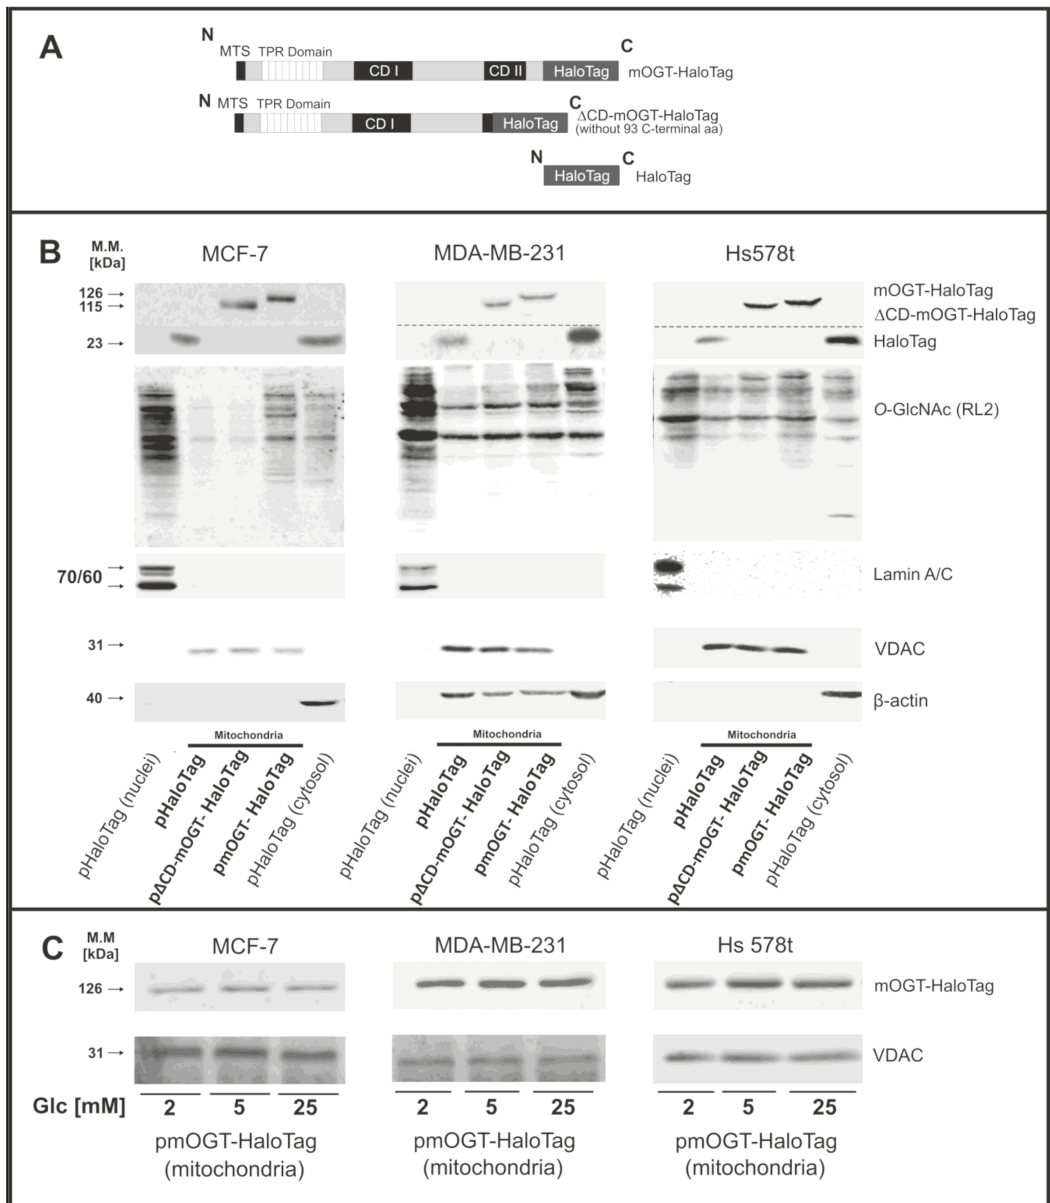 A
N
MTS TPR Domain
C
CD I
CD II
HaloTag
mOGT-HaloTag
N
MTS TPR Domain
C
CD I
HaloTag
ΔCD-mOGT-HaloTag
(without 93 C-terminal aa)
N
C
HaloTag
HaloTag
B
M.M.
[kDa]
MCF-7
MDA-MB-231
Hs578t
126 →
115 →
mOGT-HaloTag
ΔCD-mOGT-HaloTag
23 →
HaloTag
O-GlcNAc (RL2)
70/60 → →
Lamin A/C
31 →
VDAC
40 →
β-actin
Mitochondria
Mitochondria
Mitochondria
pHaloTag (nuclei)
pHaloTag
pΔCD-mOGT- HaloTag
pmOGT- HaloTag
pHaloTag (cytosol)
pHaloTag (nuclei)
pHaloTag
pΔCD-mOGT- HaloTag
pmOGT- HaloTag
pHaloTag (cytosol)
pHaloTag (nuclei)
pHaloTag
pΔCD-mOGT- HaloTag
pmOGT- HaloTag
pHaloTag (cytosol)
C
M.M
[kDa]
MCF-7
MDA-MB-231
Hs 578t
126 →
mOGT-HaloTag
31 →
VDAC
Glc [mM] 2 5 25 2 5 25 2 5 25
pmOGT-HaloTag
(mitochondria)
pmOGT-HaloTag
(mitochondria)
pmOGT-HaloTag
(mitochondria)